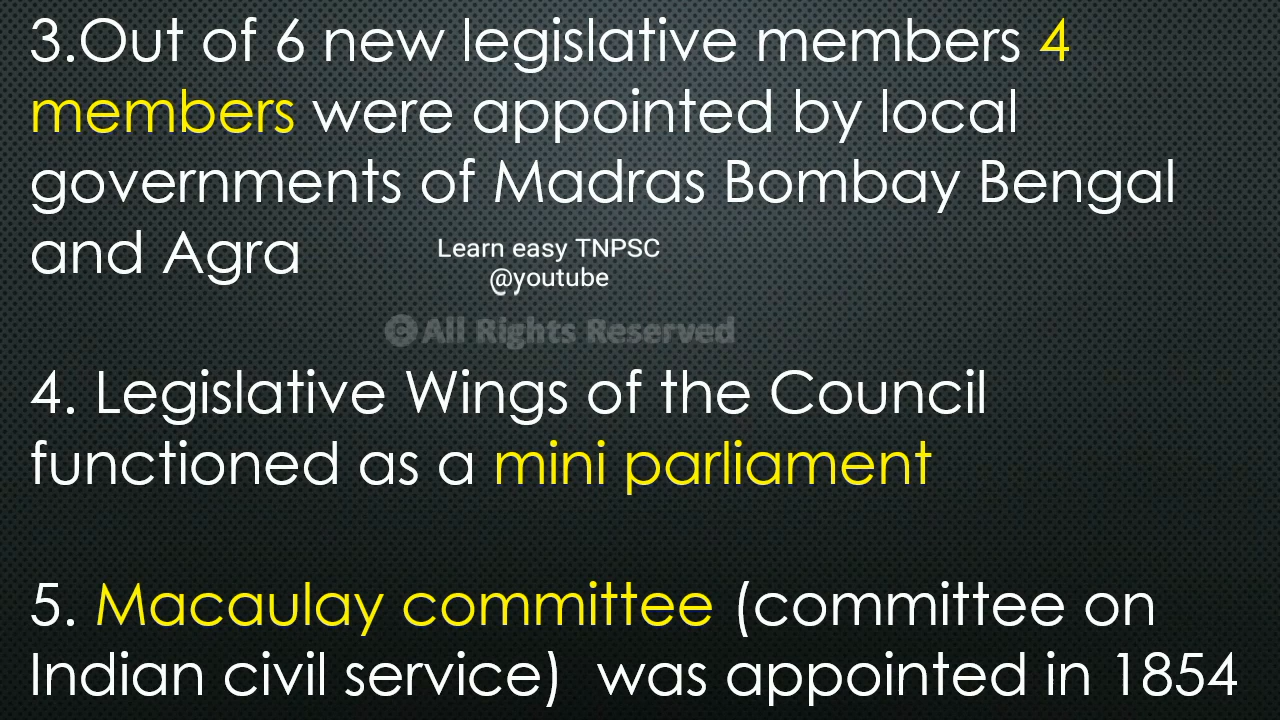 3.Out of 6 new legislative members 4
members were appointed by local
governments of Madras Bombay Bengal
and Agra
Learn easy TNPSC
@youtube
©All Rights Reserved
4. Legislative Wings of the Council
functioned as a mini parliament
5. Macaulay committee (committee on
Indian civil service) was appointed in 1854